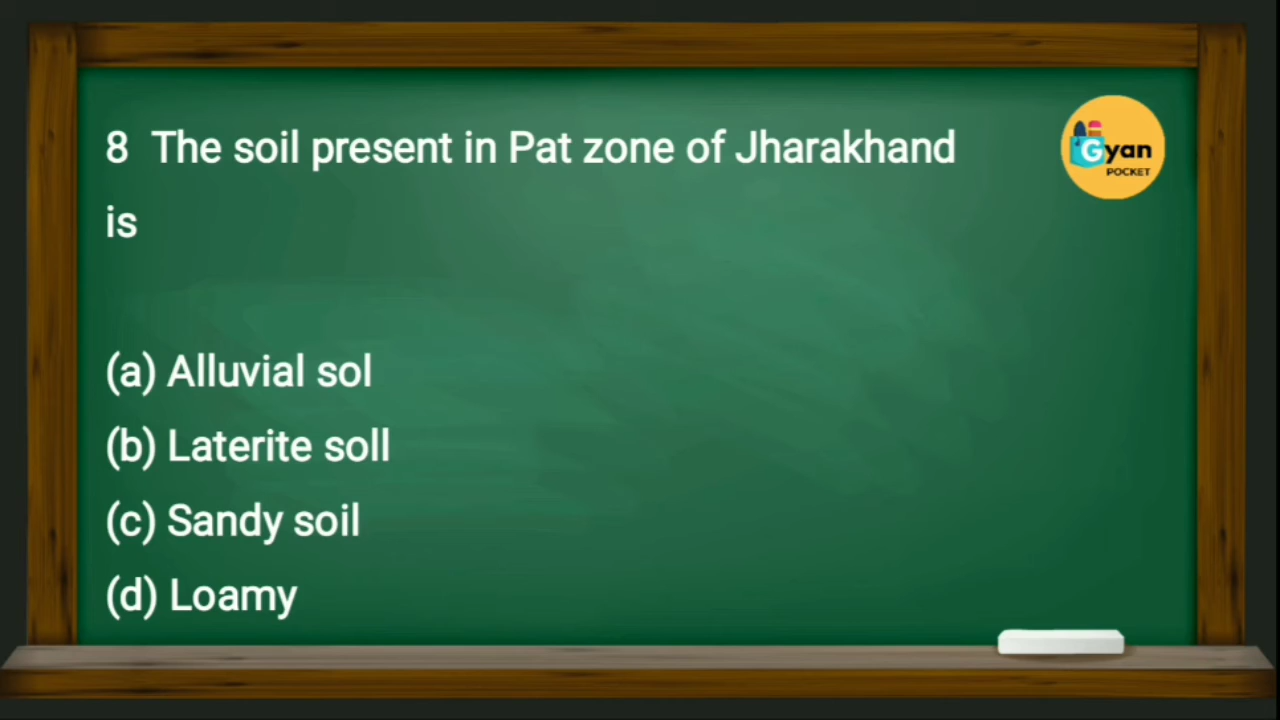 8 The soil present in Pat zone of Jharakhand
is
Gyan
POCKET
(a) Alluvial sol
(b) Laterite soll
(c) Sandy soil
(d) Loamy